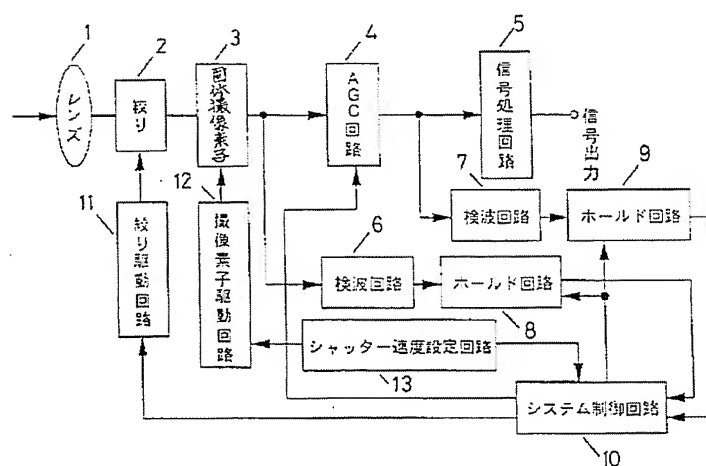 1
2
3
4
5
レンズ
絞り
固体撮像素子
AGC回路
信号処理回路
信号出力
7
9
検波回路
ホールド回路
11
12
絞り駆動回路
撮像素子駆動回路
6
検波回路
ホールド回路
8
シャッター速度設定回路
13
システム制御回路
10